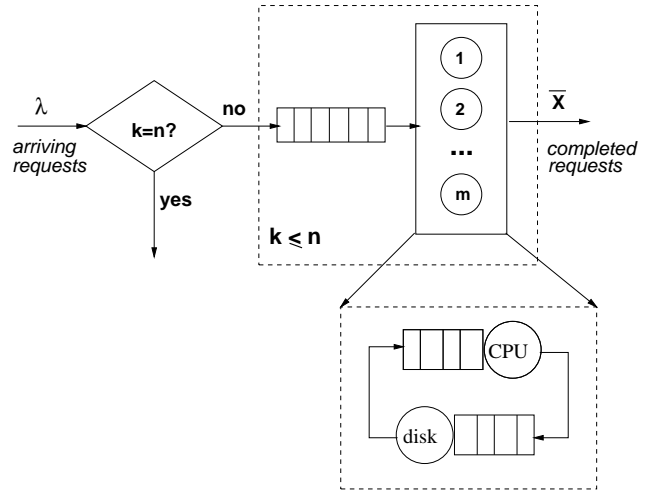 λ
arriving
requests
k=n?
no
yes
1
2
...
m
k ≤ n
X̅
completed
requests
CPU
disk